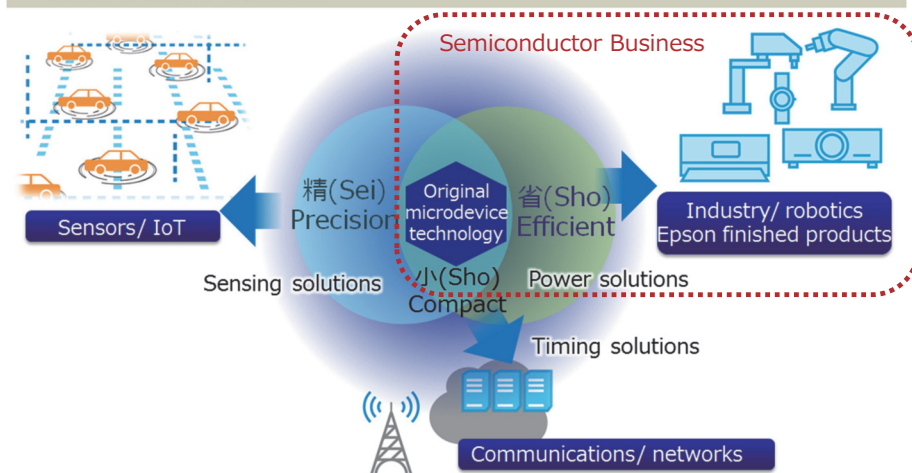 Semiconductor Business
精(Sei)
Precision
Original
microdevice
technology
省(Sho)
Efficient
小(Sho)
Compact
Sensors/ IoT
Industry/ robotics
Epson finished products
Sensing solutions
Power solutions
Timing solutions
Communications/ networks